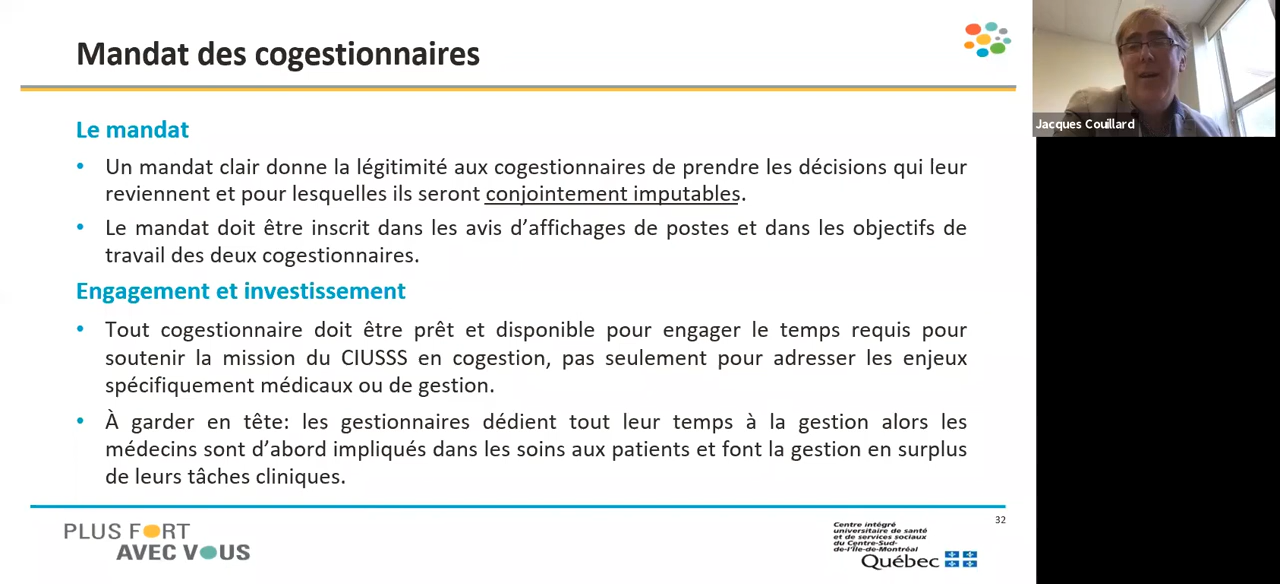 Mandat des cogestionnaires
Le mandat
• Un mandat clair donne la légitimité aux cogestionnaires de prendre les décisions qui leur
reviennent et pour lesquelles ils seront conjointement imputables.
• Le mandat doit être inscrit dans les avis d’affichages de postes et dans les objectifs de
travail des deux cogestionnaires.
Engagement et investissement
• Tout cogestionnaire doit être prêt et disponible pour engager le temps requis pour
soutenir la mission du CIUSSS en cogestion, pas seulement pour adresser les enjeux
spécifiquement médicaux ou de gestion.
• À garder en tête: les gestionnaires dédient tout leur temps à la gestion alors les
médecins sont d’abord impliqués dans les soins aux patients et font la gestion en surplus
de leurs tâches cliniques.
32
PLUS FORT
AVEC VOUS
Centre intégré
universitaire de santé
et de services sociaux
du Centre-Sud-
de-l’Île-de-Montréal
Québec
Jacques Couillard